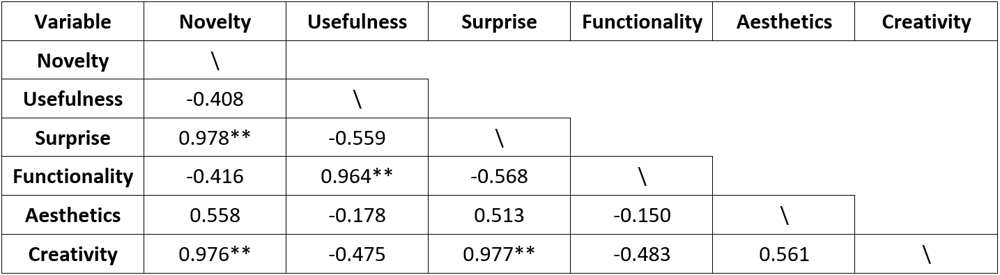 Variable Novelty Usefulness Surprise Functionality Aesthetics Creativity
Novelty \
Usefulness -0.408 \
Surprise 0.978** -0.559 \
Functionality -0.416 0.964** -0.568 \
Aesthetics 0.558 -0.178 0.513 -0.150 \
Creativity 0.976** -0.475 0.977** -0.483 0.561 \